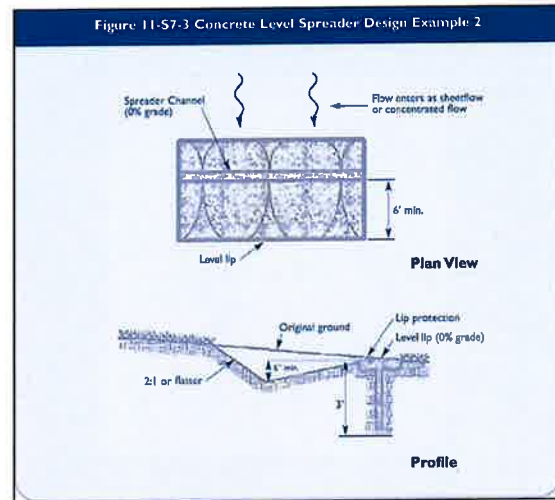 Figure 11-S7-3 Concrete Level Spreader Design Example 2
Spreader Channel
(0% grade)
Flow enters as sheetflow
or concentrated flow
6' min.
Level lip
Plan View
Lip protection
Original ground
Level lip (0% grade)
2:1 or flatter
6" min.
3'
Profile